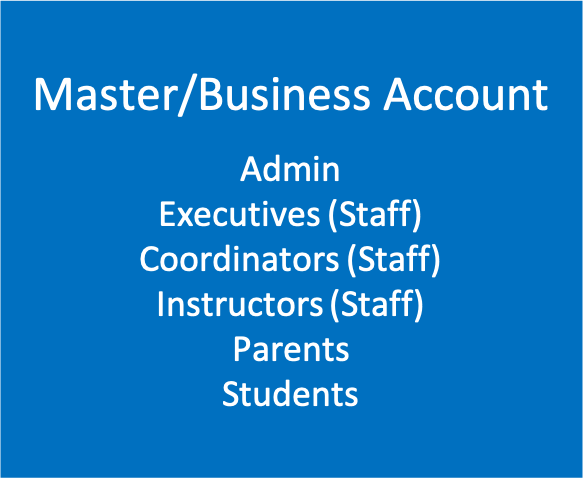 Master/Business Account
Admin
Executives (Staff)
Coordinators (Staff)
Instructors (Staff)
Parents
Students